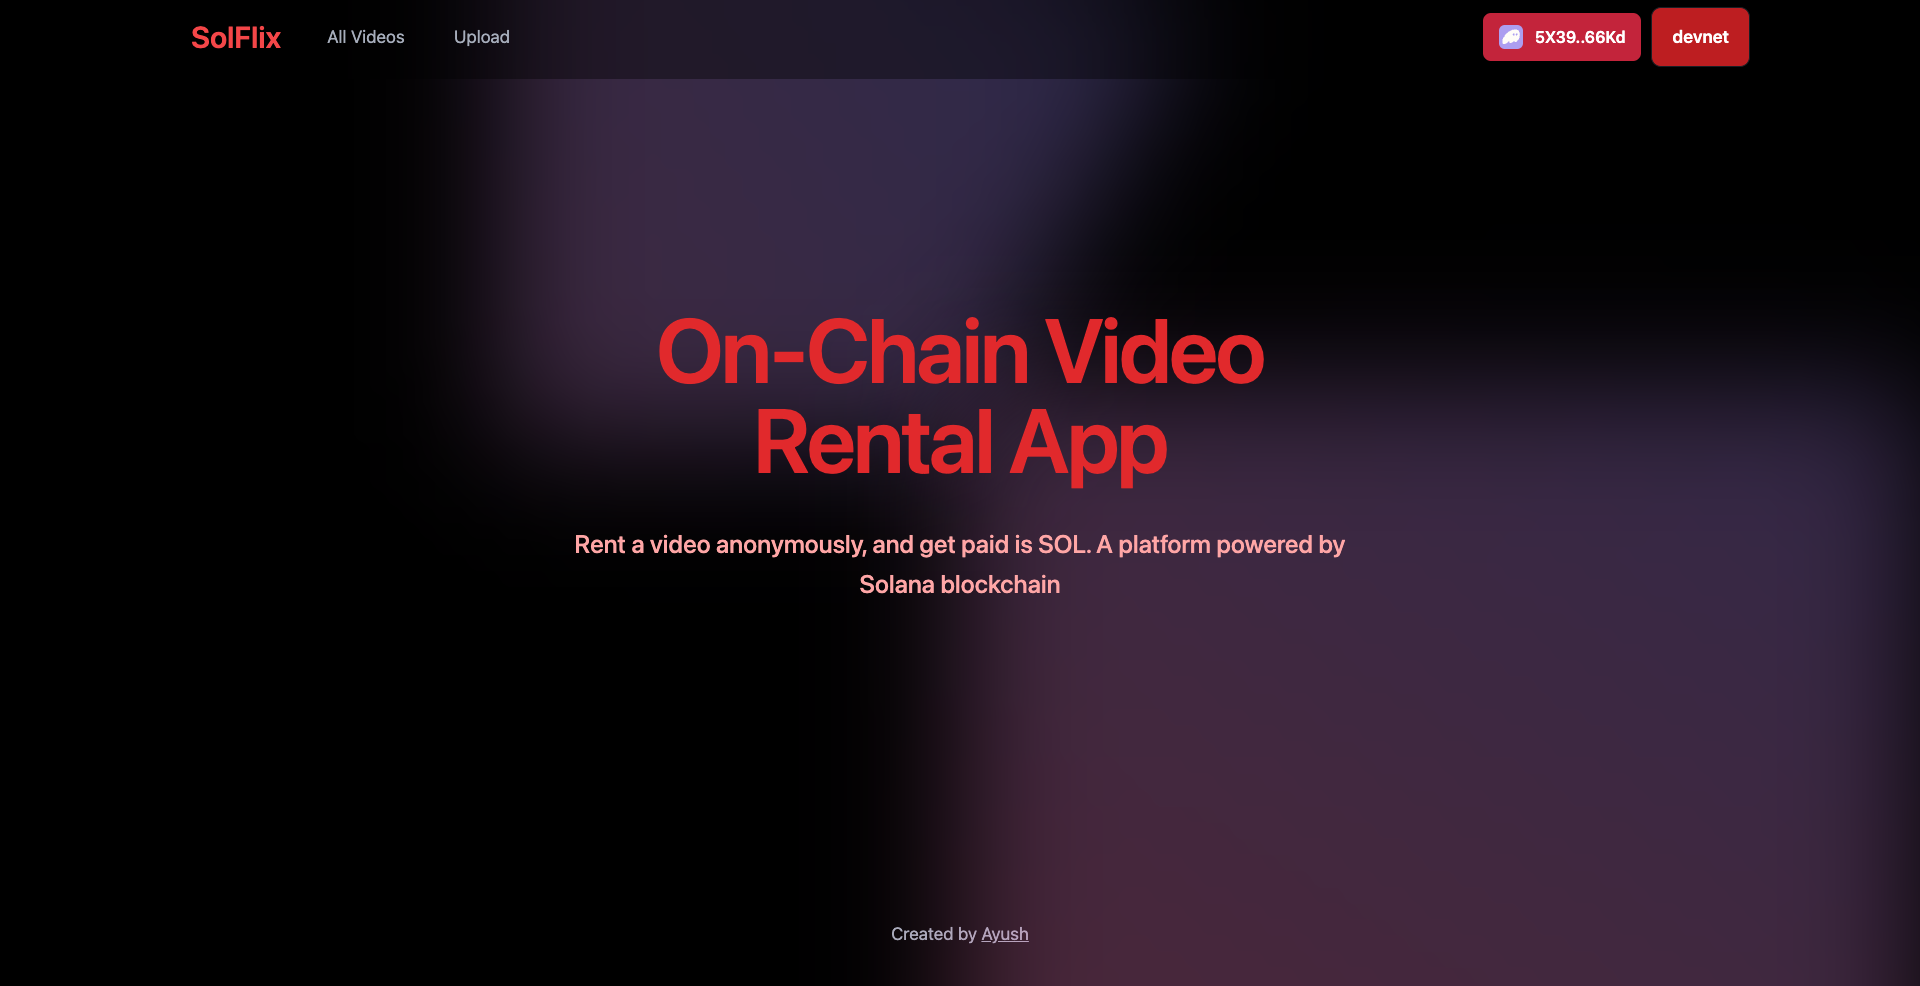 SolFlix
All Videos
Upload
5X39..66Kd
devnet
On-Chain Video
Rental App
Rent a video anonymously, and get paid is SOL. A platform powered by
Solana blockchain
Created by Ayush